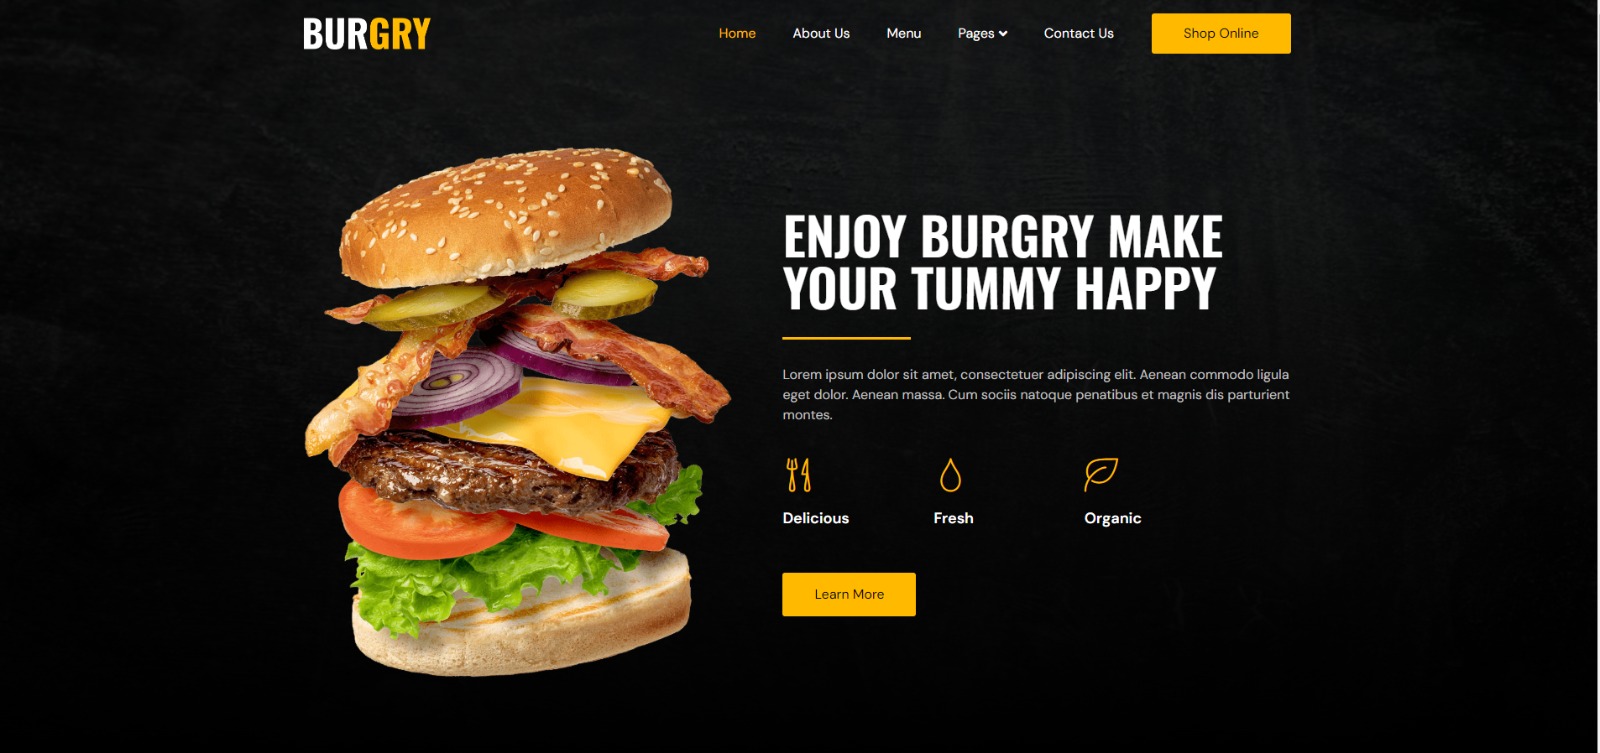 BURGRY
Home
About Us
Menu
Pages
Contact Us
Shop Online
ENJOY BURGRY MAKE
YOUR TUMMY HAPPY
Lorem ipsum dolor sit amet, consectetuer adipiscing elit. Aenean commodo ligula
eget dolor. Aenean massa. Cum sociis natoque penatibus et magnis dis parturient
montes.
Delicious
Fresh
Organic
Learn More